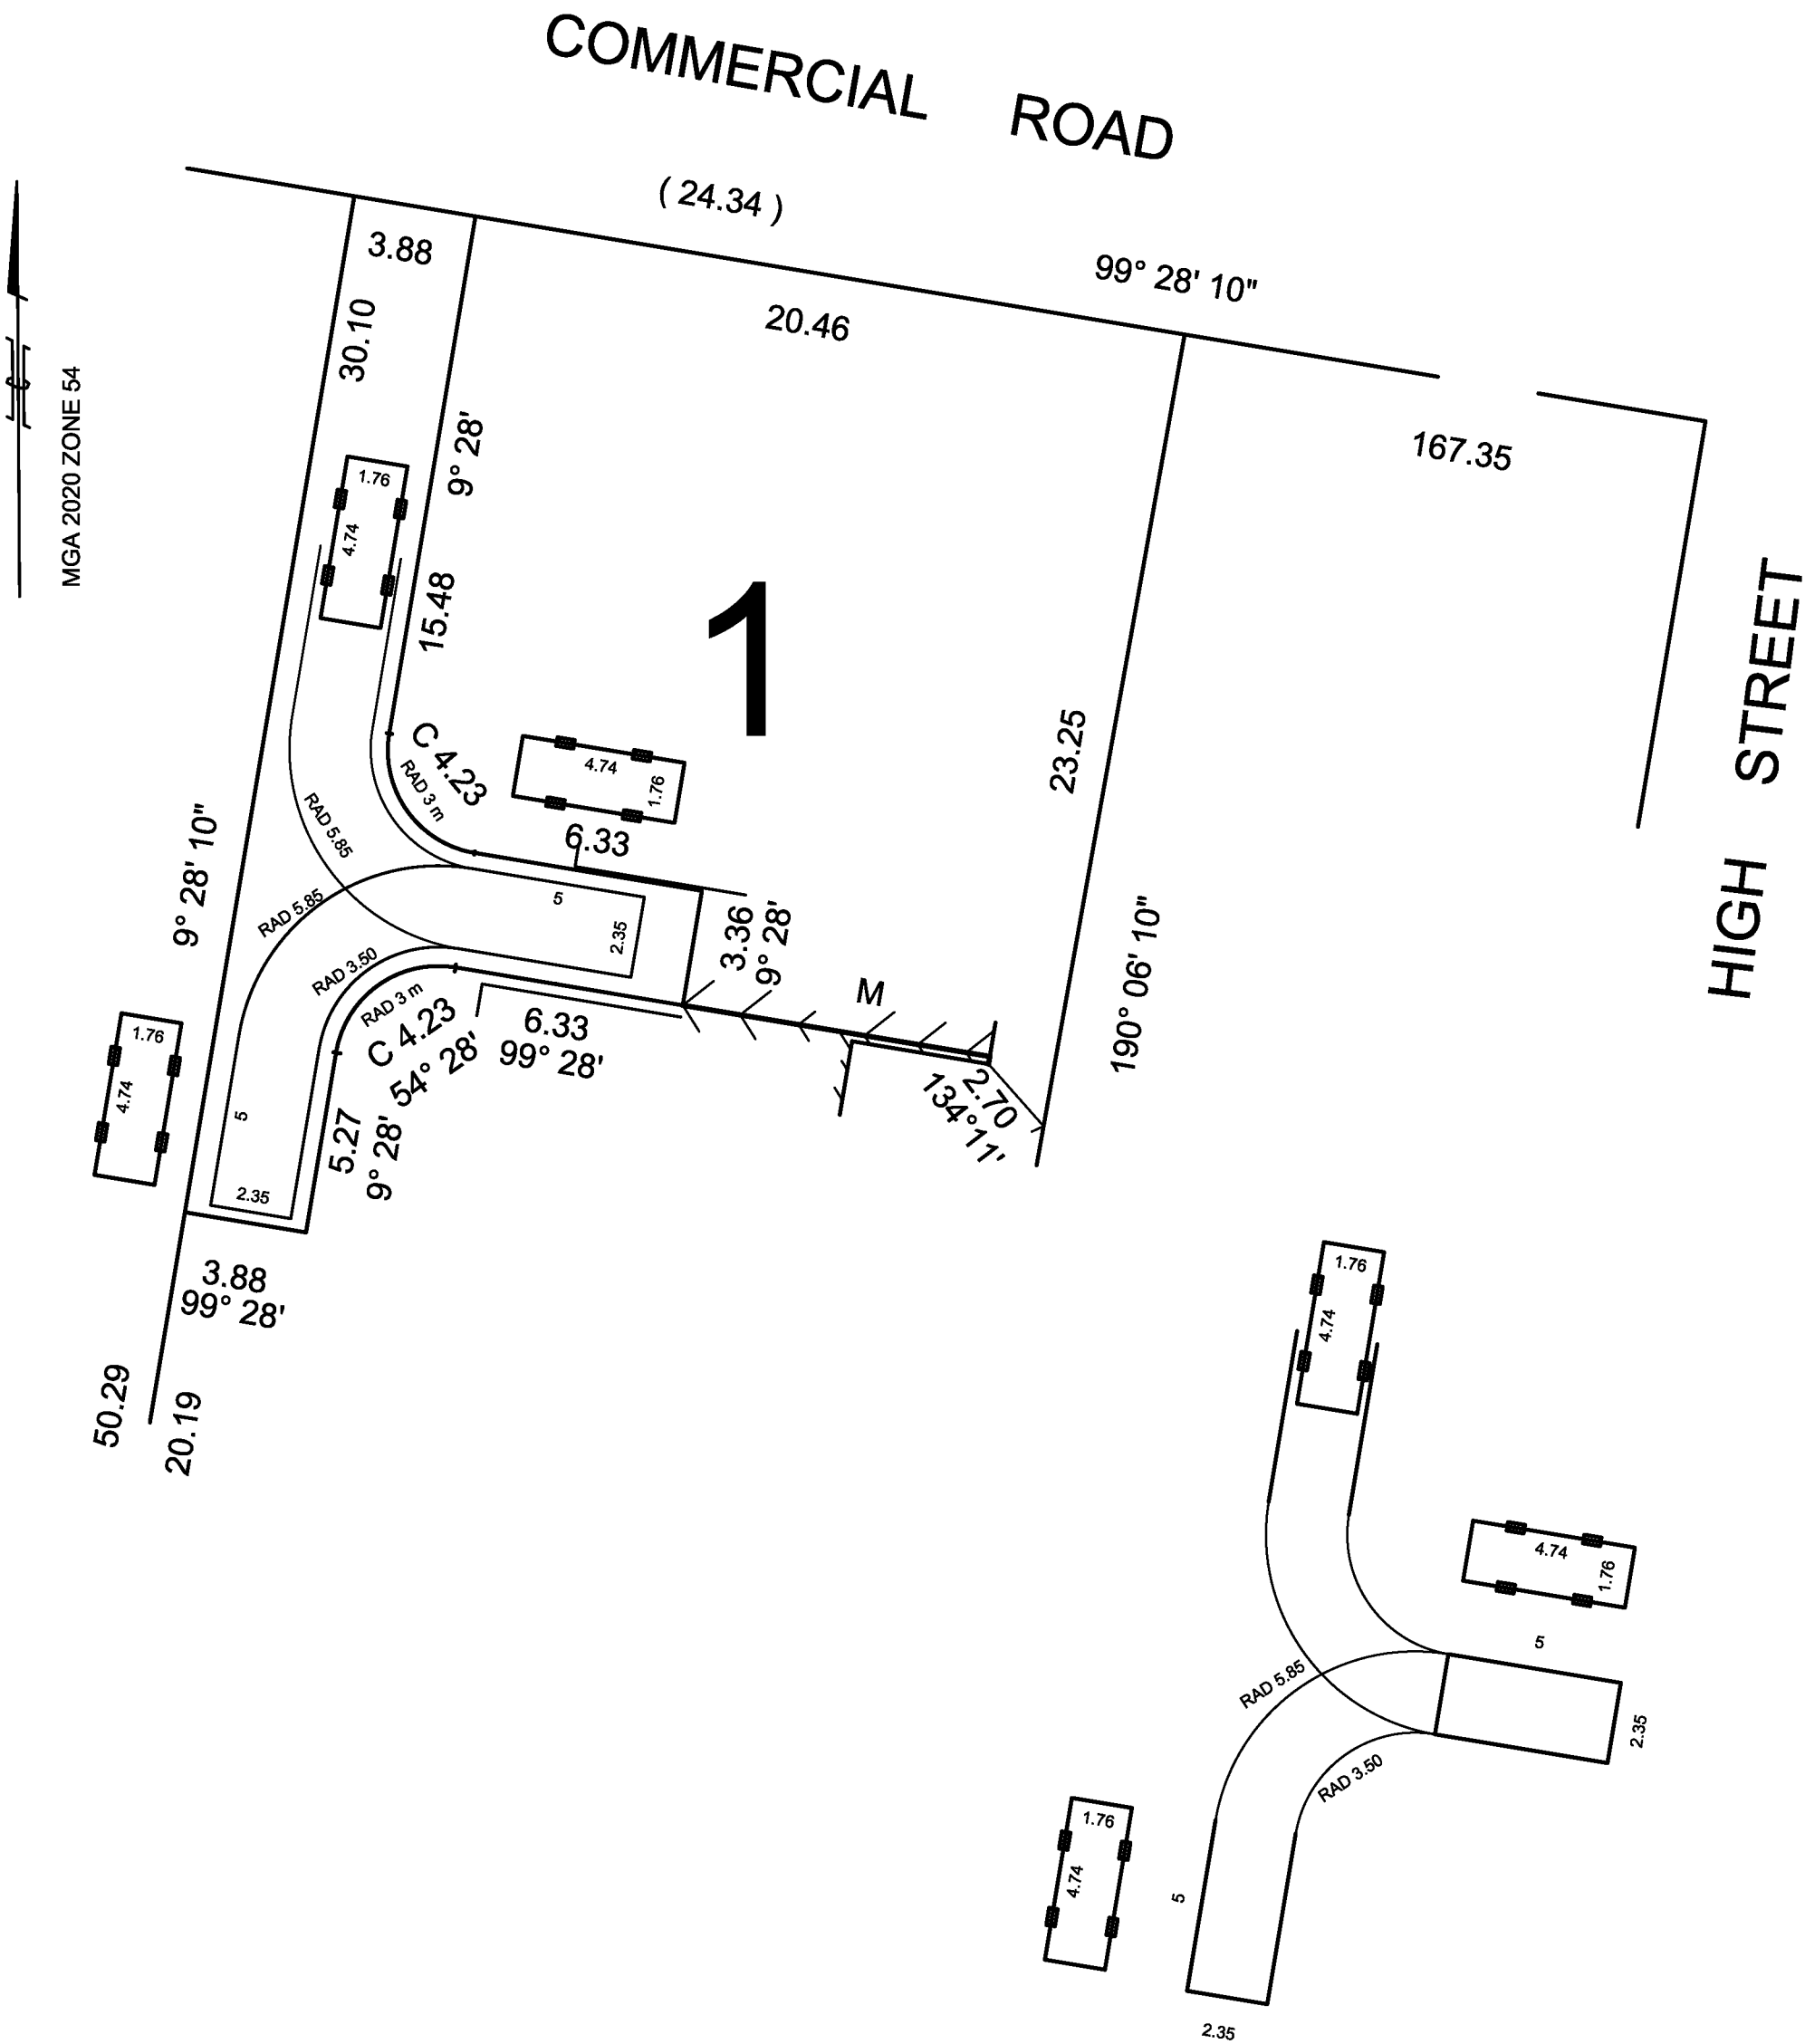 COMMERCIAL ROAD
( 24.34 )
3.88
99° 28' 10"
20.46
30.10
MGA 2020 ZONE 54
167.35
9° 28'
1.76
4.74
15.48
1
HIGH STREET
C 4.23
RAD 3 m
4.74
1.76
23.25
6.33
RAD 5.85
9° 28' 10"
RAD 5.85
5
2.35
3.36
9° 28'
RAD 3.50
M
190° 06' 10"
RAD 3 m
C 4.23
54° 28'
6.33
99° 28'
1.76
4.74
2.70
134°11'
5
5.27
9° 28'
2.35
3.88
99° 28'
50.29
20.19
1.76
4.74
4.74
1.76
5
RAD 5.85
2.35
RAD 3.50
1.76
4.74
5
2.35